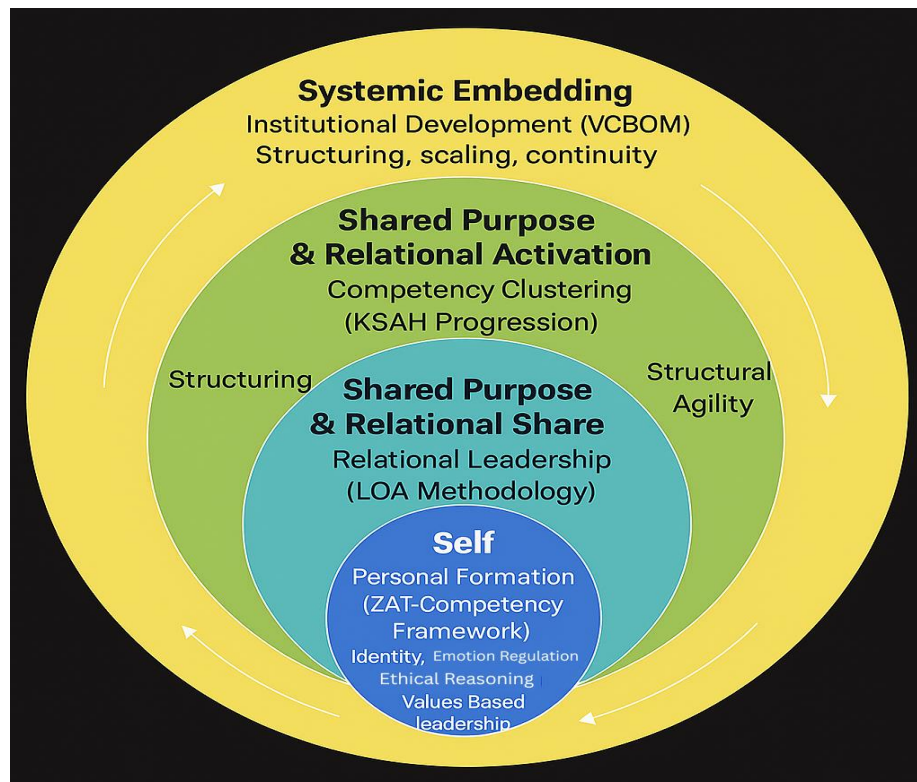 Systemic Embedding
Institutional Development (VCBOM)
Structuring, scaling, continuity
Shared Purpose
& Relational Activation
Competency Clustering
(KSAH Progression)
Structuring
Structural
Agility
Shared Purpose
& Relational Share
Relational Leadership
(LOA Methodology)
Self
Personal Formation
(ZAT-Competency
Framework)
Identity, Emotion Regulation
Ethical Reasoning
Values Based
leadership